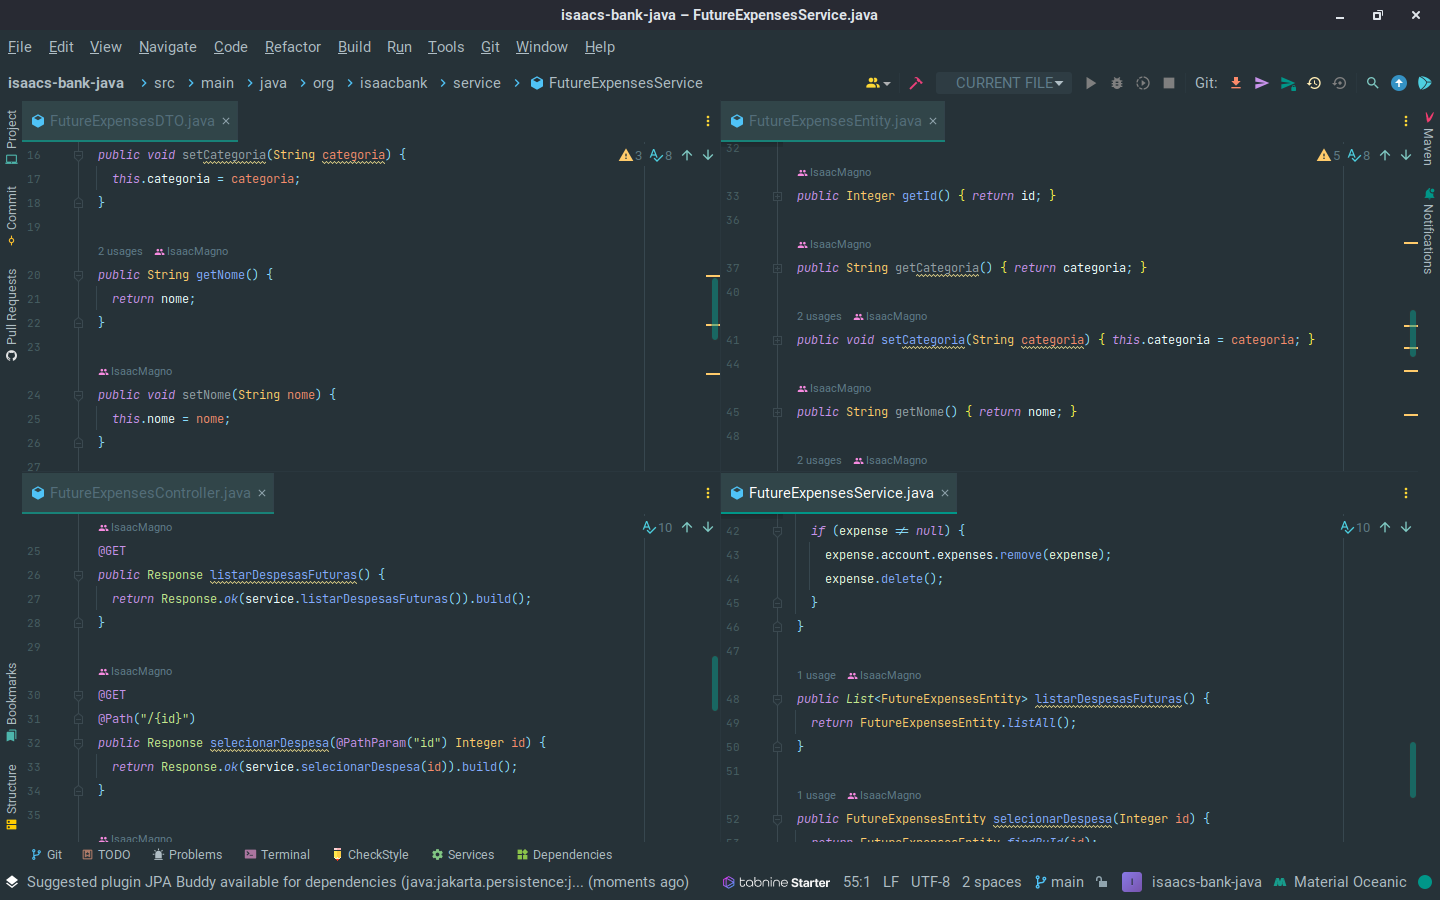 isaacs-bank-java – FutureExpensesService.java
File Edit View Navigate Code Refactor Build Run Tools Git Window Help
isaacs-bank-java src main java org isaacbank service FutureExpensesService CURRENT FILE Git:
Project
Commit
Pull Requests
Bookmarks
Structure
FutureExpensesDTO.java
3 8
16 public void setCategoria(String categoria) {
17 this.categoria = categoria;
18 }
19
2 usages IsaacMagno
20 public String getNome() {
21 return nome;
22 }
23
IsaacMagno
24 public void setNome(String nome) {
25 this.nome = nome;
26 }
27
FutureExpensesEntity.java
5 8
32
IsaacMagno
33 public Integer getId() { return id; }
36
IsaacMagno
37 public String getCategoria() { return categoria; }
40
2 usages IsaacMagno
41 public void setCategoria(String categoria) { this.categoria = categoria; }
44
IsaacMagno
45 public String getNome() { return nome; }
48
2 usages IsaacMagno
FutureExpensesController.java
10
IsaacMagno
25 @GET
26 public Response listarDespesasFuturas() {
27 return Response.ok(service.listarDespesasFuturas()).build();
28 }
29
IsaacMagno
30 @GET
31 @Path("/{id}")
32 public Response selecionarDespesa(@PathParam("id") Integer id) {
33 return Response.ok(service.selecionarDespesa(id)).build();
34 }
35
IsaacMagno
FutureExpensesService.java
10
42 if (expense ≠ null) {
43 expense.account.expenses.remove(expense);
44 expense.delete();
45 }
46 }
47
1 usage IsaacMagno
48 public List<FutureExpensesEntity> listarDespesasFuturas() {
49 return FutureExpensesEntity.listAll();
50 }
51
1 usage IsaacMagno
52 public FutureExpensesEntity selecionarDespesa(Integer id) {
53 return FutureExpensesEntity.findById(id);
Maven
Notifications
Git TODO Problems Terminal CheckStyle Services Dependencies
Suggested plugin JPA Buddy available for dependencies (java:jakarta.persistence:j... (moments ago) tabnine Starter 55:1 LF UTF-8 2 spaces main I isaacs-bank-java Material Oceanic